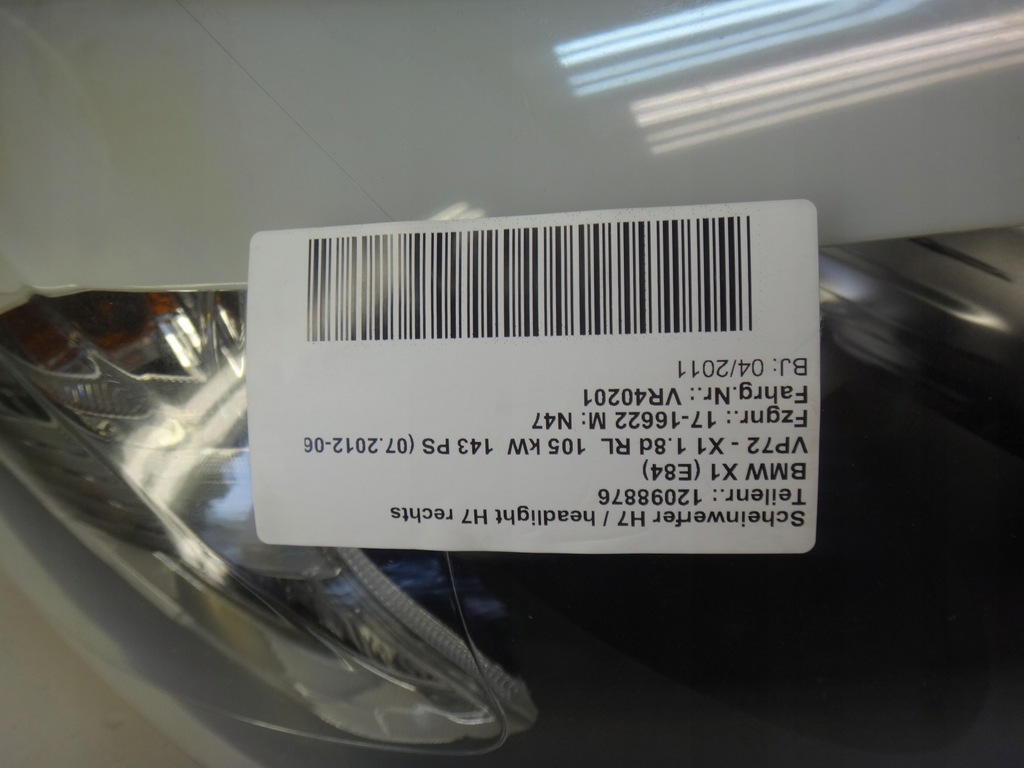 Scheinwerfer H7 / headlight H7 rechts
Teilenr.: 12098876
BMW X1 (E84)
VP72 - X1 1.8d RL 105 kW 143 PS (07.2012-06
Fzgnr.: 17-16622 M: N47
Fahrg.Nr.: VR40201
BJ: 04/2011